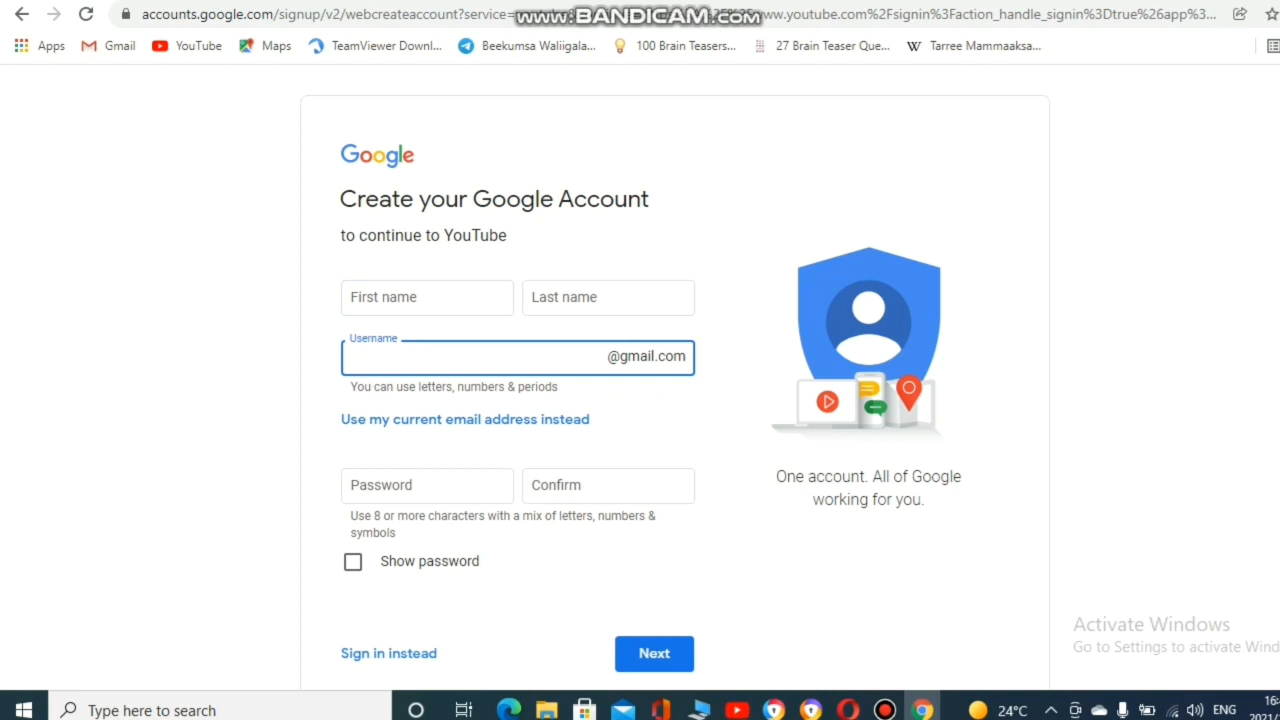 www.BANDICAM.com
accounts.google.com/signup/v2/webcreateaccount?service=
www.youtube.com%2Fsignin%3Faction_handle_signin%3Dtrue%26app%3...
Apps
Gmail
YouTube
Maps
TeamViewer Downl...
Beekumsa Waliigala...
100 Brain Teasers...
27 Brain Teaser Que...
Tarree Mammaaksa...
Google
Create your Google Account
to continue to YouTube
First name
Last name
Username
@gmail.com
You can use letters, numbers & periods
Use my current email address instead
Password
Confirm
Use 8 or more characters with a mix of letters, numbers &
symbols
Show password
Sign in instead
Next
One account. All of Google
working for you.
Activate Windows
Go to Settings to activate Wind
Type here to search
24°C
ENG